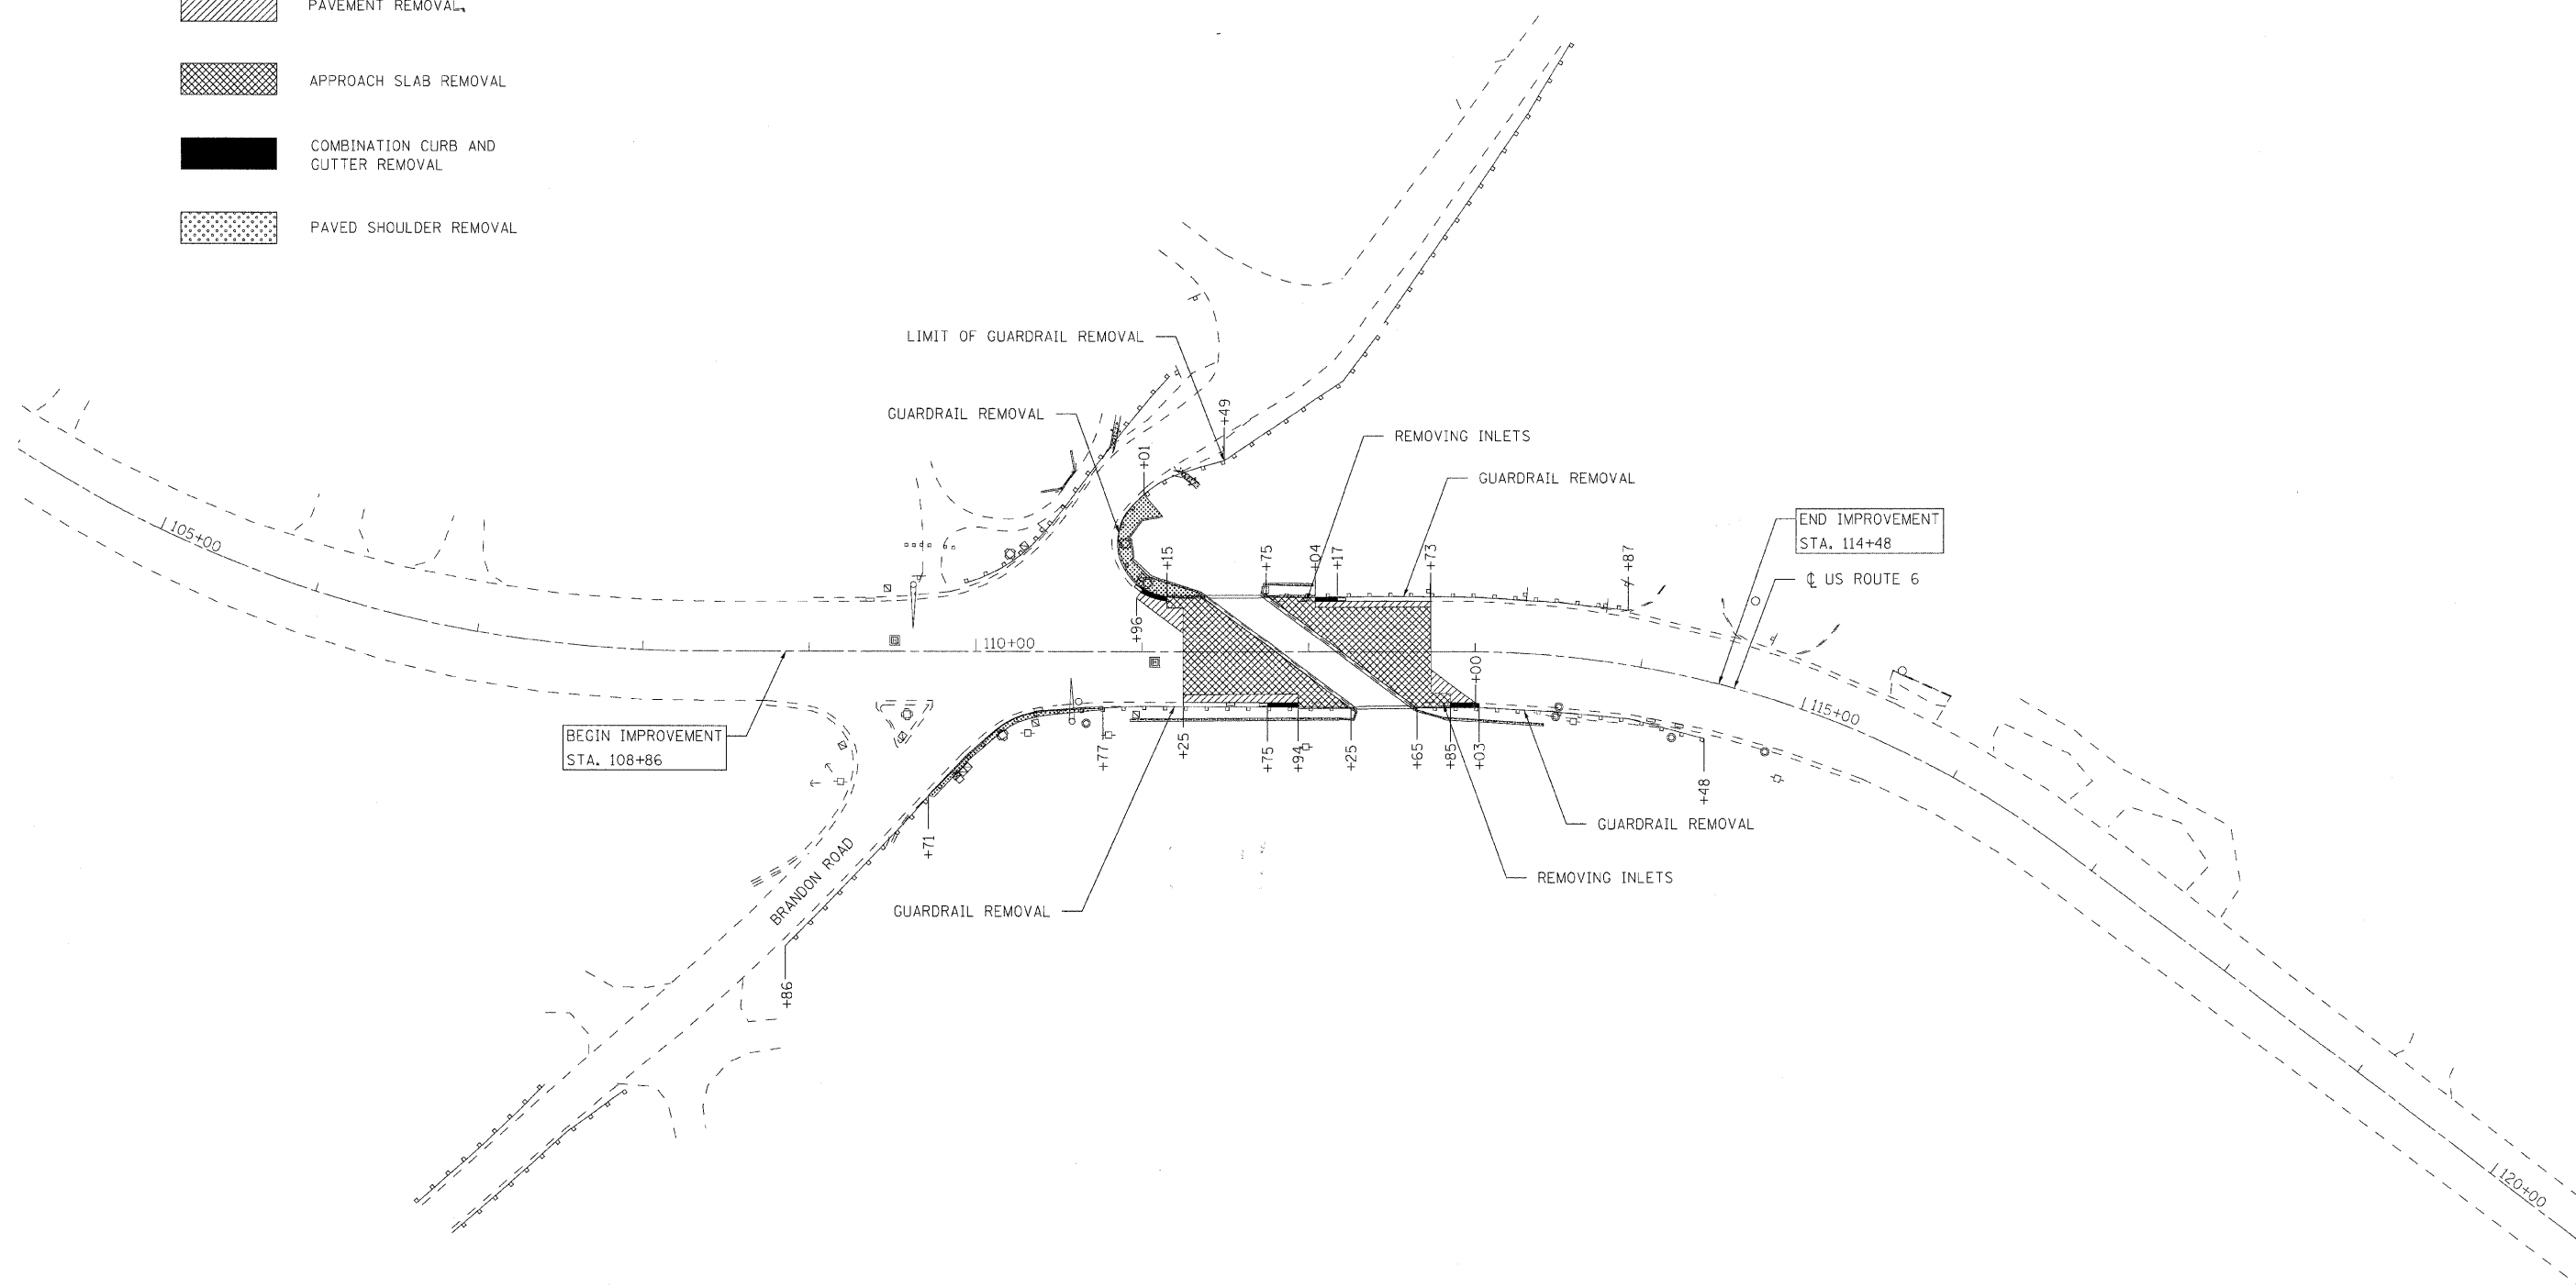 PAVEMENT REMOVAL
APPROACH SLAB REMOVAL
COMBINATION CURB AND
GUTTER REMOVAL
PAVED SHOULDER REMOVAL
LIMIT OF GUARDRAIL REMOVAL
GUARDRAIL REMOVAL
+49
REMOVING INLETS
+01
GUARDRAIL REMOVAL
105+00
END IMPROVEMENT
STA. 114+48
℄ US ROUTE 6
+15
+75
+04
+17
+73
+87
+96
110+00
+00
115+00
BEGIN IMPROVEMENT
STA. 108+86
+77
+25
+75
+94
+25
+65
+85
+03
+48
+71
GUARDRAIL REMOVAL
BRANDON ROAD
REMOVING INLETS
GUARDRAIL REMOVAL
+86
120+00